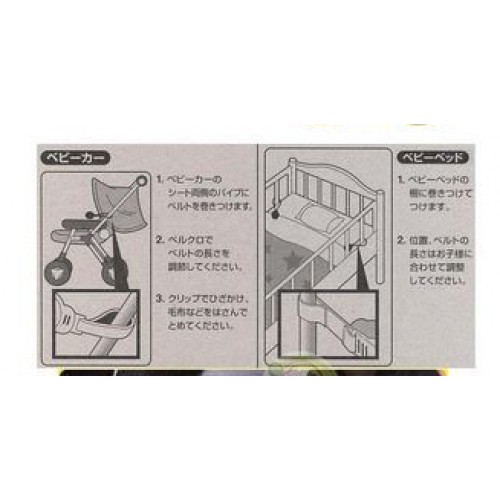 ベビーカー
1. ベビーカーの
シート両側のパイプに
ベルトを巻きつけます。
2. ベルクロで
ベルトの長さを
調節してください。
3. クリップでひざかけ、
毛布などをはさんで
とめてください。
ベビーベッド
1. ベビーベッドの
柵に巻きつけて
つけます。
2. 位置、ベルトの
長さはお子様に
合わせて調整
してください。